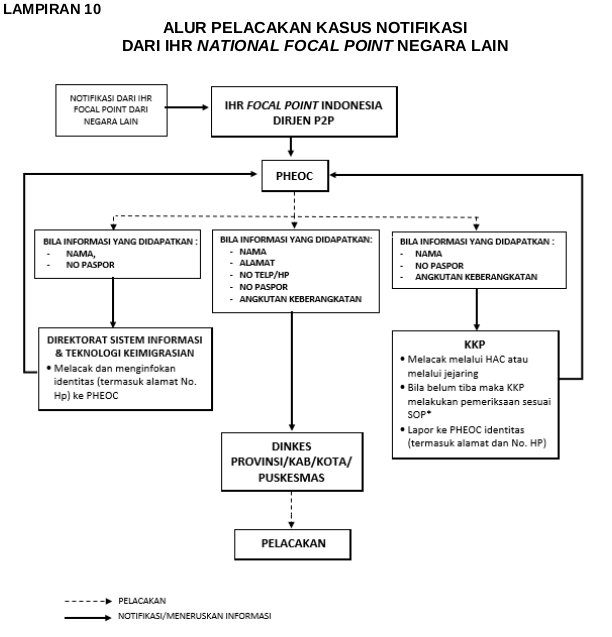 LAMPIRAN 10
ALUR PELACAKAN KASUS NOTIFIKASI
DARI IHR NATIONAL FOCAL POINT NEGARA LAIN
NOTIFIKASI DARI IHR
FOCAL POINT DARI
NEGARA LAIN
IHR FOCAL POINT INDONESIA
DIRJEN P2P
PHEOC
BILA INFORMASI YANG DIDAPATKAN :
- NAMA,
- NO PASPOR
BILA INFORMASI YANG DIDAPATKAN:
- NAMA
- ALAMAT
- NO TELP/HP
- NO PASPOR
- ANGKUTAN KEBERANGKATAN
BILA INFORMASI YANG DIDAPATKAN :
- NAMA
- NO PASPOR
- ANGKUTAN KEBERANGKATAN
DIREKTORAT SISTEM INFORMASI
& TEKNOLOGI KEIMIGRASIAN
• Melacak dan menginfokan
identitas (termasuk alamat No.
Hp) ke PHEOC
KKP
• Melacak melalui HAC atau
melalui jejaring
• Bila belum tiba maka KKP
melakukan pemeriksaan sesuai
SOP*
• Lapor ke PHEOC identitas
(termasuk alamat dan No. HP)
DINKES
PROVINSI/KAB/KOTA/
PUSKESMAS
PELACAKAN
PELACAKAN
NOTIFIKASI/MENERUSKAN INFORMASI